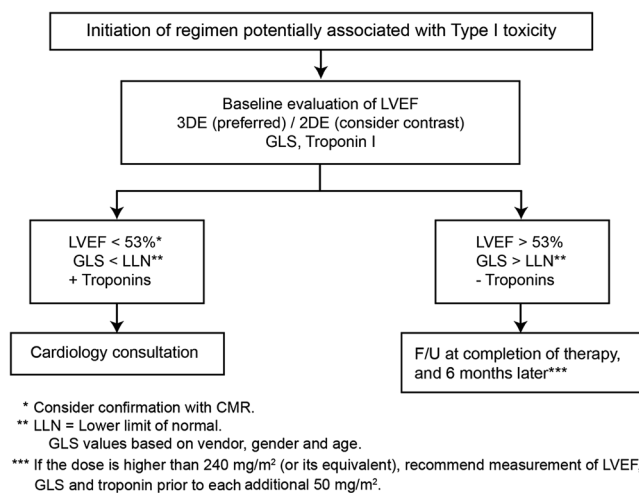 Initiation of regimen potentially associated with Type I toxicity
Baseline evaluation of LVEF
3DE (preferred) / 2DE (consider contrast)
GLS, Troponin I
LVEF < 53%*
GLS < LLN**
+ Troponins
LVEF > 53%
GLS > LLN**
- Troponins
Cardiology consultation
F/U at completion of therapy,
and 6 months later***
* Consider confirmation with CMR.
** LLN = Lower limit of normal.
GLS values based on vendor, gender and age.
*** If the dose is higher than 240 mg/m² (or its equivalent), recommend measurement of LVEF,
GLS and troponin prior to each additional 50 mg/m².